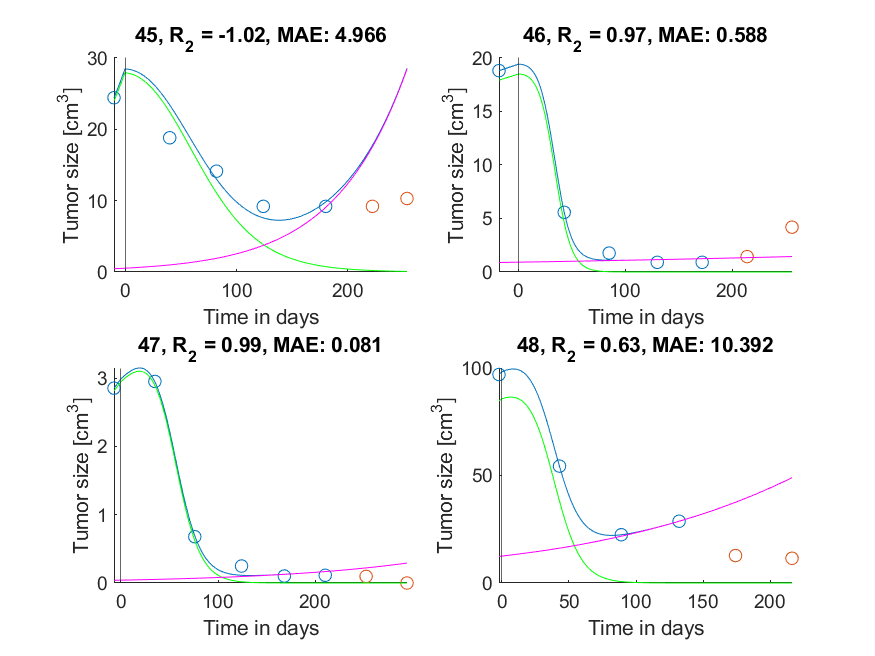 45, R2 = -1.02, MAE: 4.966
30
20
10
0
Tumor size [cm3]
0 100 200
Time in days
46, R2 = 0.97, MAE: 0.588
20
15
10
5
0
Tumor size [cm3]
0 100 200
Time in days
47, R2 = 0.99, MAE: 0.081
3
2
1
0
Tumor size [cm3]
0 100 200
Time in days
48, R2 = 0.63, MAE: 10.392
100
50
0
Tumor size [cm3]
0 50 100 150 200
Time in days